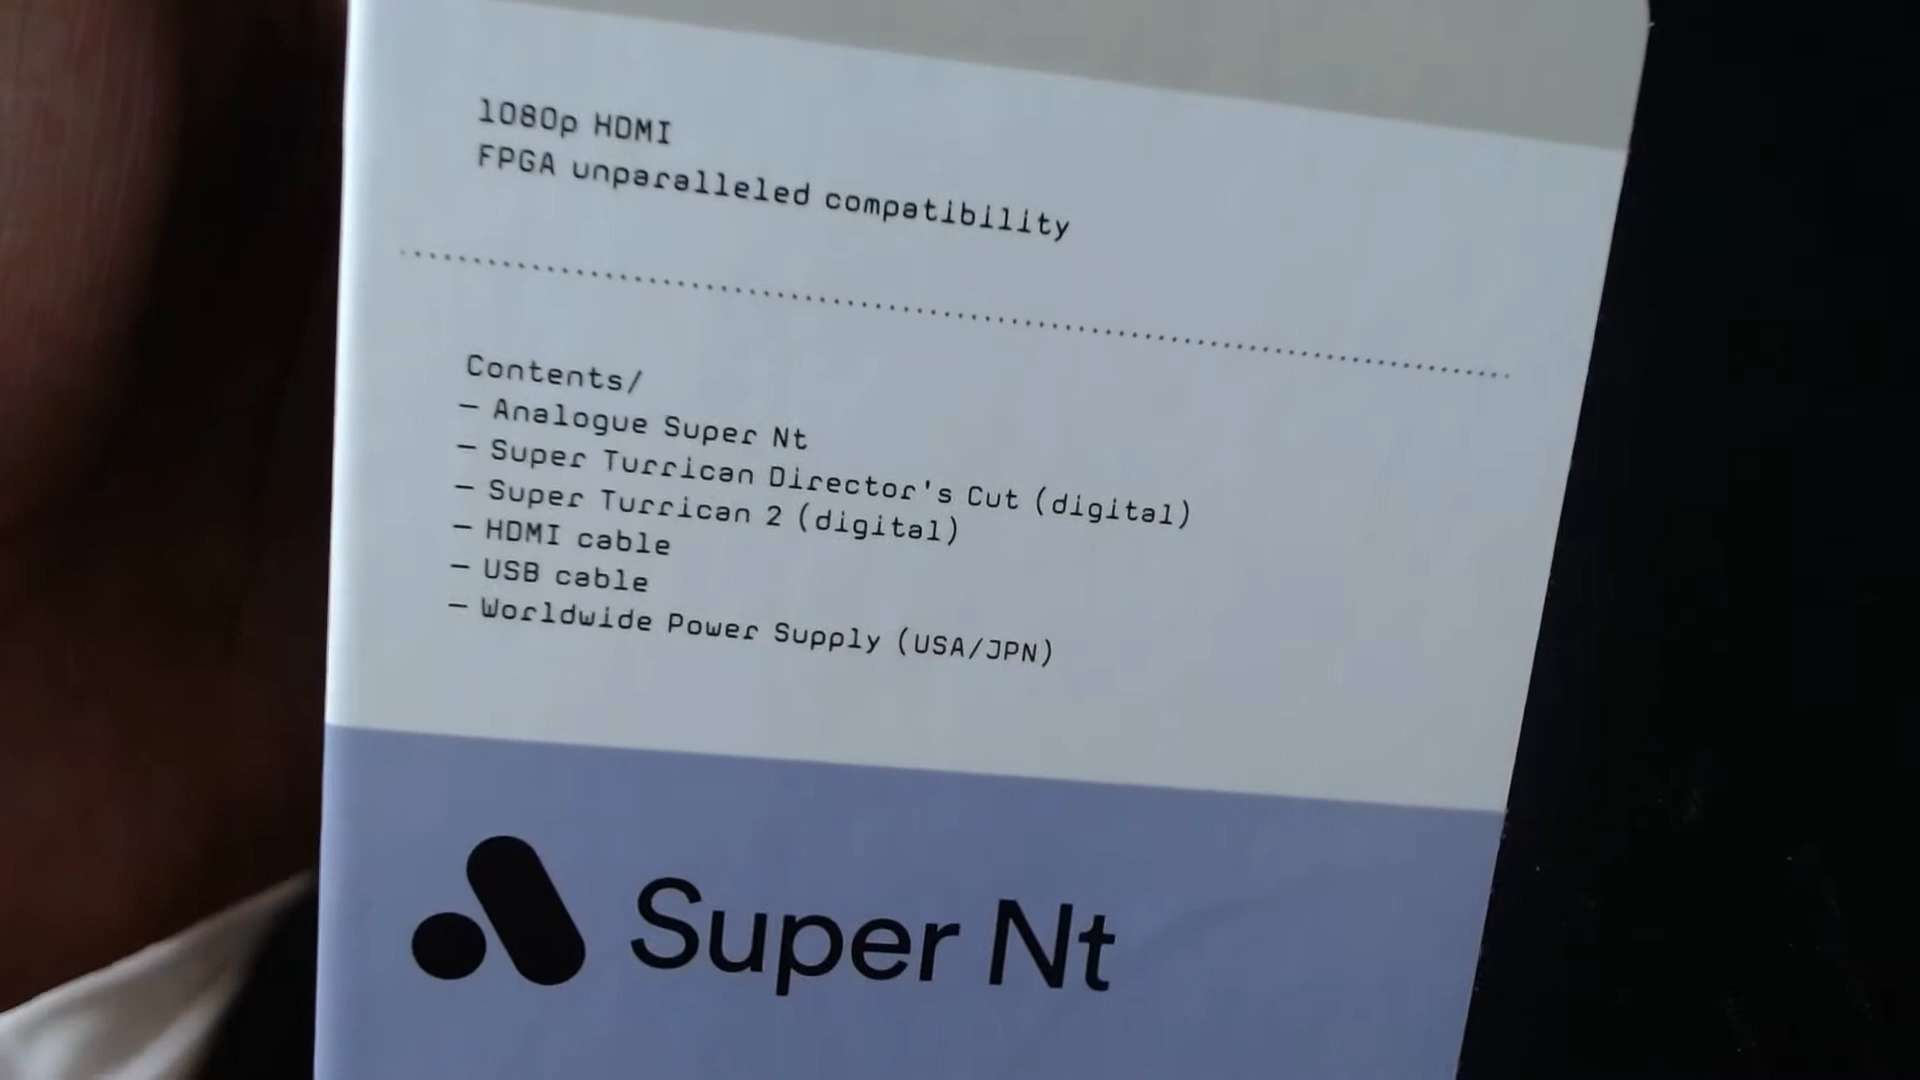 1080p HDMI
FPGA unparalleled compatibility
Contents/
— Analogue Super Nt
— Super Turrican Director's Cut (digital)
— Super Turrican 2 (digital)
— HDMI cable
— USB cable
— Worldwide Power Supply (USA/JPN)
Super Nt